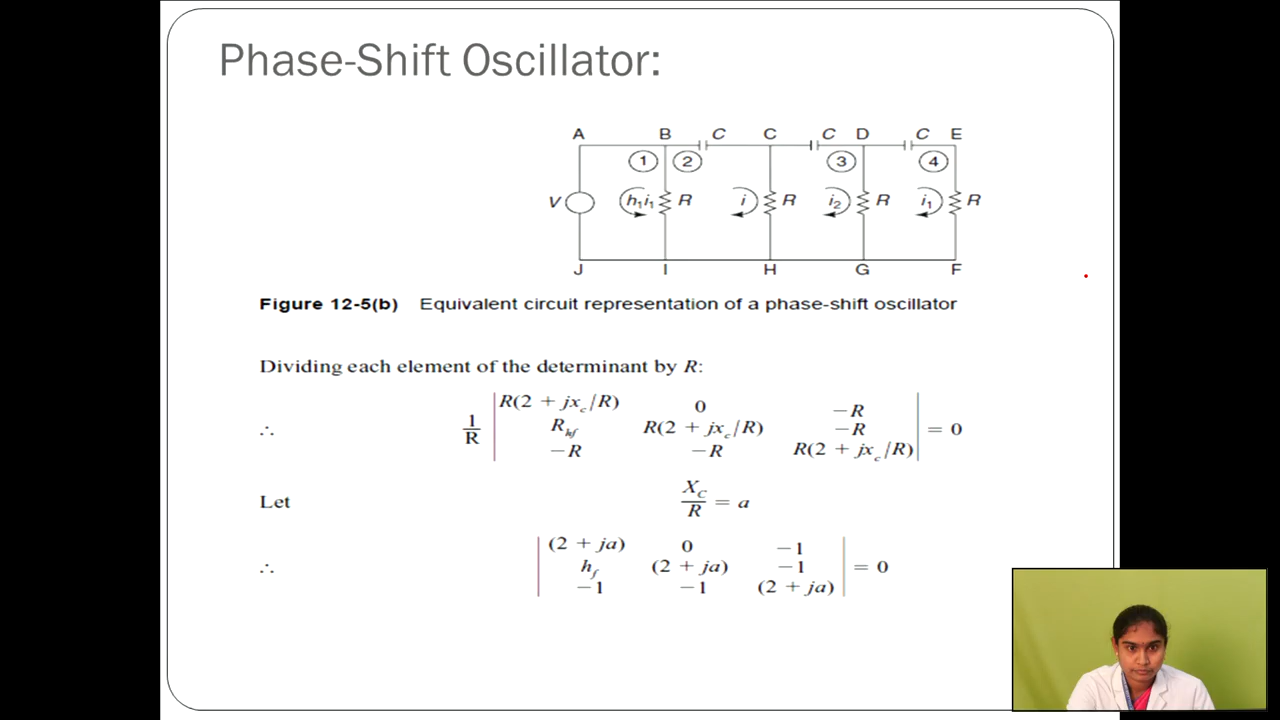 Phase-Shift Oscillator:
A B C C C D C E
1 2 3 4
V h₁i₁ R i R i₂ R i₁ R
J I H G F
Figure 12-5(b) Equivalent circuit representation of a phase-shift oscillator
Dividing each element of the determinant by R:
R(2 + jx_c/R) 0 −R
∴ 1/R R_hf R(2 + jx_c/R) −R = 0
−R −R R(2 + jx_c/R)
Let X_C/R = a
(2 + ja) 0 −1
∴ h_f (2 + ja) −1 = 0
−1 −1 (2 + ja)